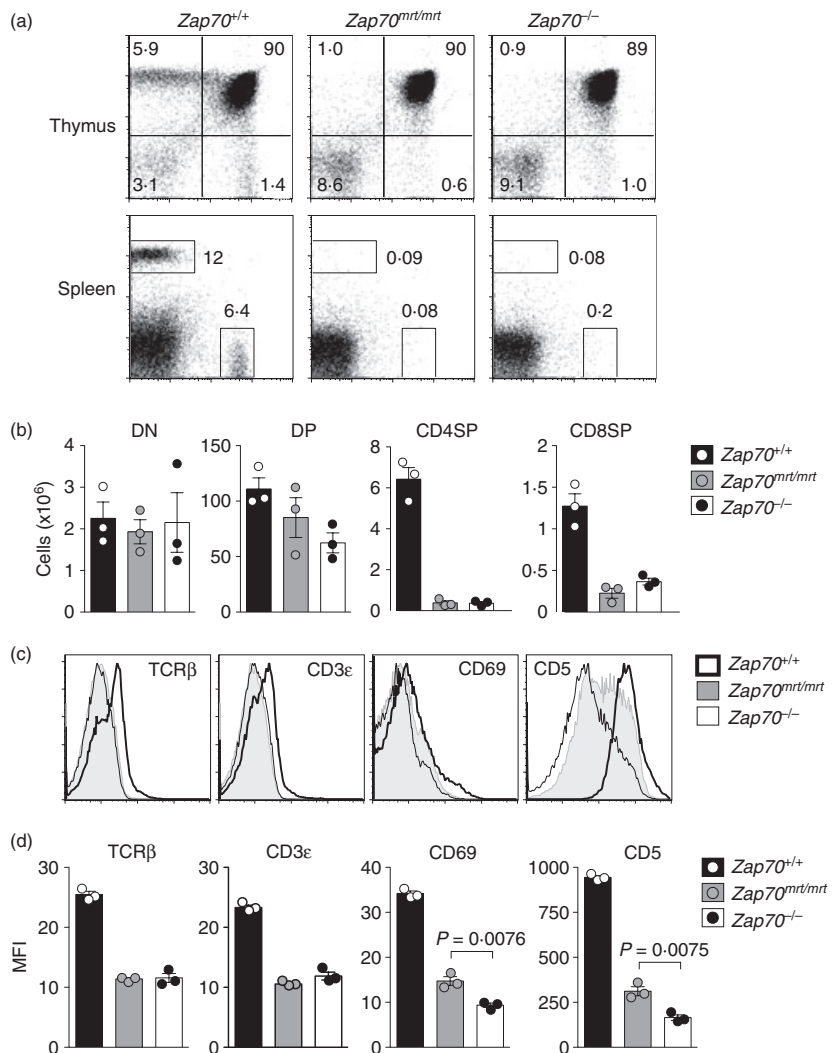 (a)
Zap70+/+ Zap70mrt/mrt Zap70–/–
Thymus
5·9 90
3·1 1·4
1·0 90
8·6 0·6
0·9 89
9·1 1·0
Spleen
12
6·4
0·09
0·08
0·08
0·2
(b)
DN DP CD4SP CD8SP
Cells (x10⁶)
4
3
2
1
0
150
100
50
0
8
6
4
2
0
2
1·5
1
0·5
0
Zap70+/+
Zap70mrt/mrt
Zap70–/–
(c)
TCRβ CD3ε CD69 CD5
Zap70+/+
Zap70mrt/mrt
Zap70–/–
(d)
TCRβ CD3ε CD69 CD5
MFI
30
20
10
0
30
20
10
0
40
30
20
10
0
P = 0·0076
1000
750
500
250
0
P = 0·0075
Zap70+/+
Zap70mrt/mrt
Zap70–/–